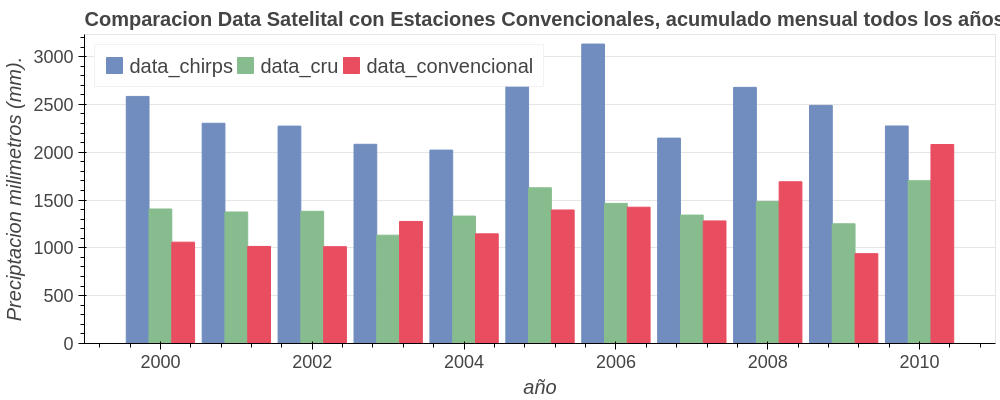 Comparacion Data Satelital con Estaciones Convencionales, acumulado mensual todos los años
data_chirps data_cru data_convencional
Preciptacion milimetros (mm).
3000
2500
2000
1500
1000
500
0
2000 2002 2004 2006 2008 2010
año